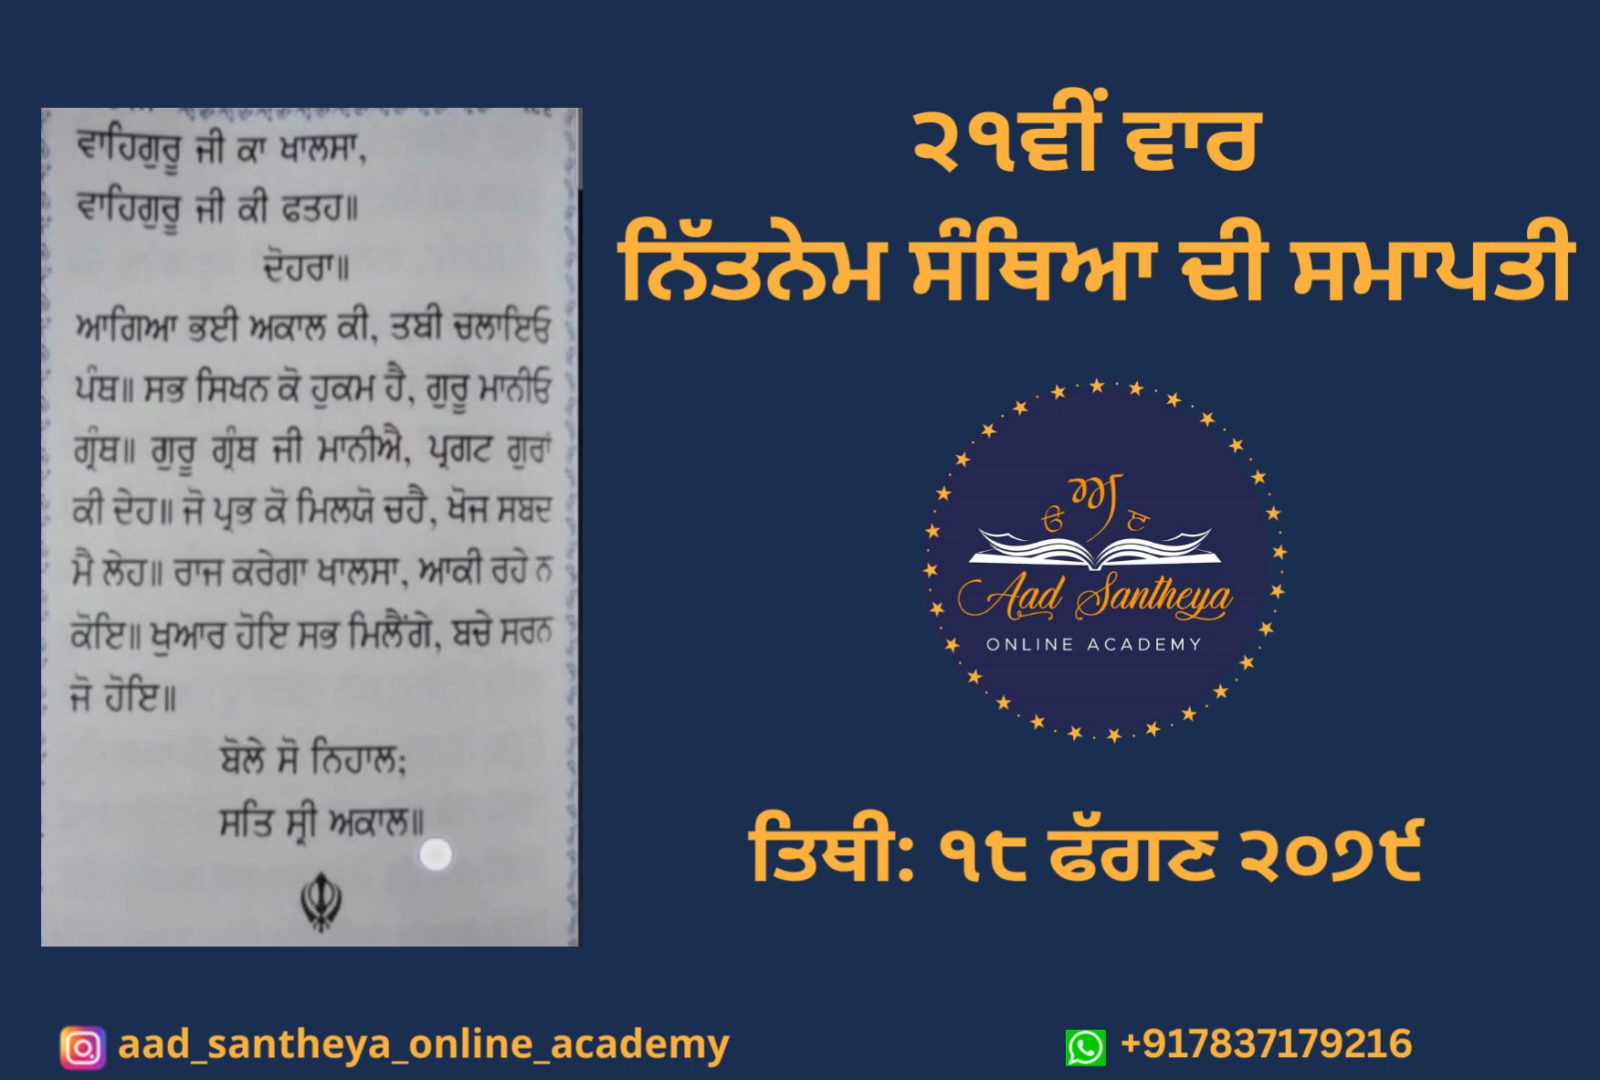 ਵਾਹਿਗੁਰੂ ਜੀ ਕਾ ਖਾਲਸਾ,
ਵਾਹਿਗੁਰੂ ਜੀ ਕੀ ਫਤਹ॥
ਦੋਹਰਾ॥
ਆਗਿਆ ਭਈ ਅਕਾਲ ਕੀ, ਤਬੀ ਚਲਾਇਓ
ਪੰਥ॥ ਸਭ ਸਿਖਨ ਕੋ ਹੁਕਮ ਹੈ, ਗੁਰੂ ਮਾਨੀਓ
ਗ੍ਰੰਥ॥ ਗੁਰੂ ਗ੍ਰੰਥ ਜੀ ਮਾਨੀਐ, ਪ੍ਰਗਟ ਗੁਰਾਂ
ਕੀ ਦੇਹ॥ ਜੋ ਪ੍ਰਭ ਕੋ ਮਿਲਯੋ ਚਹੈ, ਖੋਜ ਸਬਦ
ਮੈ ਲੇਹ॥ ਰਾਜ ਕਰੇਗਾ ਖਾਲਸਾ, ਆਕੀ ਰਹੇ ਨ
ਕੋਇ॥ ਖੁਆਰ ਹੋਇ ਸਭ ਮਿਲੈਂਗੇ, ਬਚੇ ਸਰਨ
ਜੋ ਹੋਇ॥
ਬੋਲੇ ਸੋ ਨਿਹਾਲ;
ਸਤਿ ਸ੍ਰੀ ਅਕਾਲ॥
੨੧ਵੀਂ ਵਾਰ
ਨਿੱਤਨੇਮ ਸੰਥਿਆ ਦੀ ਸਮਾਪਤੀ
ੳ ਅ ੲ
Aad Santheya
ONLINE ACADEMY
ਤਿਥੀ: ੧੮ ਫੱਗਣ ੨੦੭੯
aad_santheya_online_academy
+917837179216